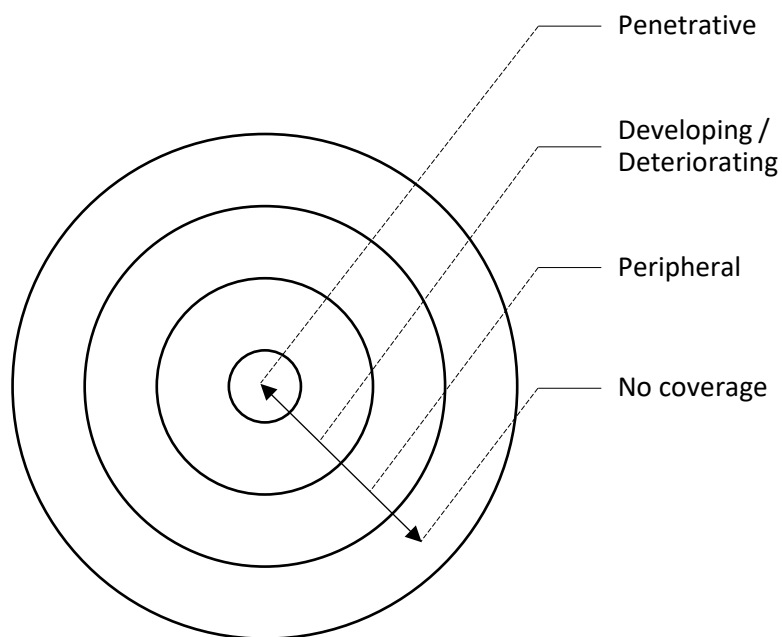 Penetrative
Developing /
Deteriorating
Peripheral
No coverage